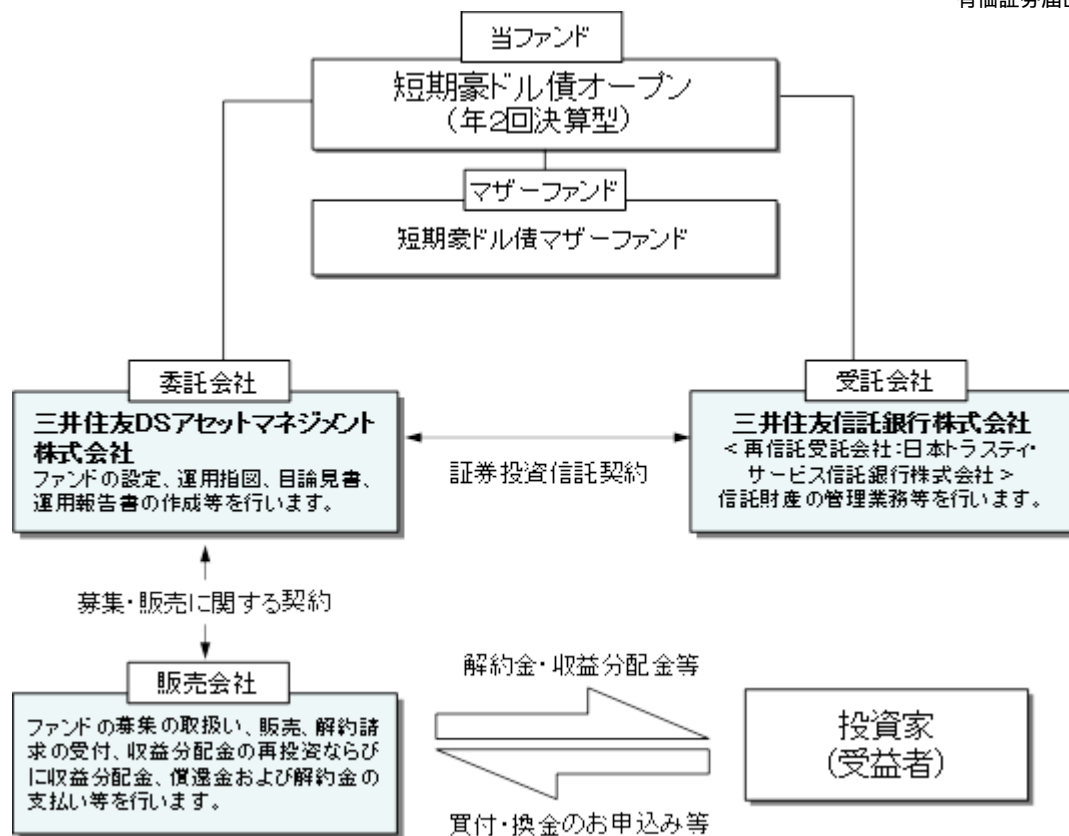 当ファンド
短期豪ドル債オープン
（年2回決算型）
マザーファンド
短期豪ドル債マザーファンド
委託会社
三井住友DSアセットマネジメント
株式会社
ファンドの設定、運用指図、目論見書、
運用報告書の作成等を行います。
証券投資信託契約
受託会社
三井住友信託銀行株式会社
＜再信託受託会社：日本トラスティ・
サービス信託銀行株式会社＞
信託財産の管理業務等を行います。
募集・販売に関する契約
販売会社
ファンドの募集の取扱い、販売、解約請
求の受付、収益分配金の再投資ならび
に収益分配金、償還金および解約金の
支払い等を行います。
解約金・収益分配金等
買付・換金のお申込み等
投資家
（受益者）